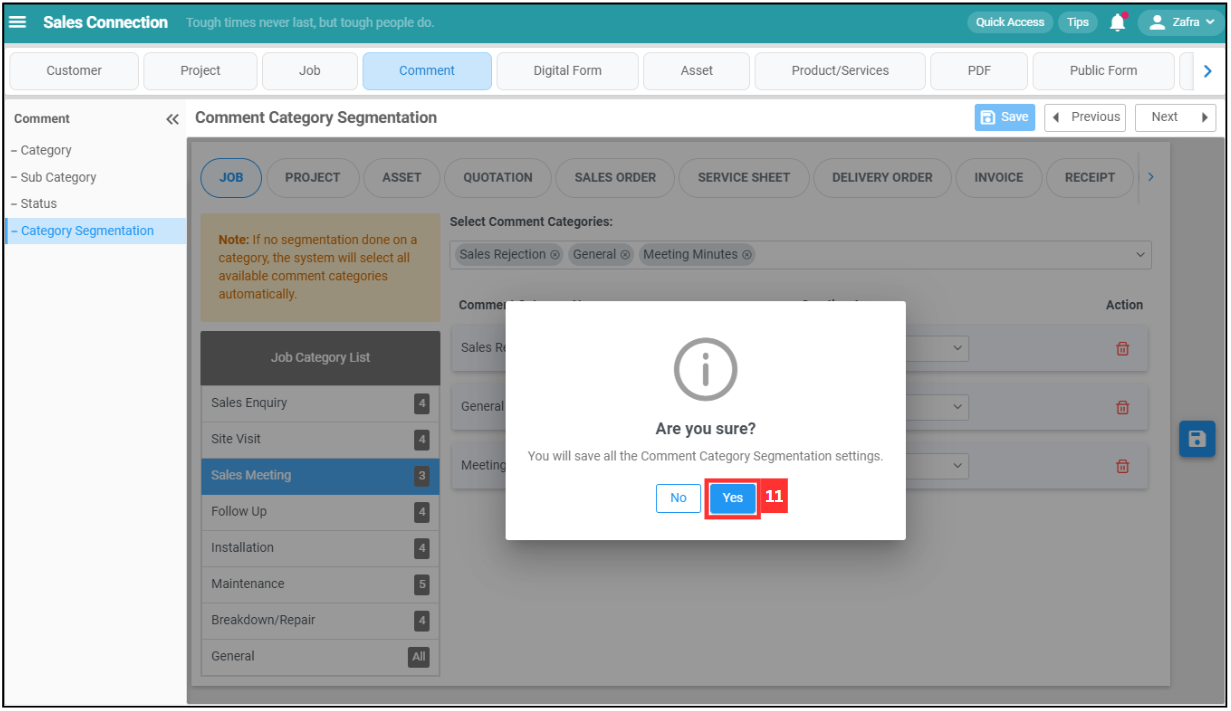 Sales Connection Tough times never last, but tough people do. Quick Access Tips Zafra
Customer Project Job Comment Digital Form Asset Product/Services PDF Public Form
Comment Comment Category Segmentation Save Previous Next
– Category
– Sub Category
– Status
– Category Segmentation
JOB PROJECT ASSET QUOTATION SALES ORDER SERVICE SHEET DELIVERY ORDER INVOICE RECEIPT
Note: If no segmentation done on a
category, the system will select all
available comment categories
automatically.
Job Category List
Sales Enquiry 4
Site Visit 4
Sales Meeting 3
Follow Up 4
Installation 4
Maintenance 5
Breakdown/Repair 4
General All
Select Comment Categories:
Sales Rejection General Meeting Minutes
Action
General
Meeting
Are you sure?
You will save all the Comment Category Segmentation settings.
No Yes 11